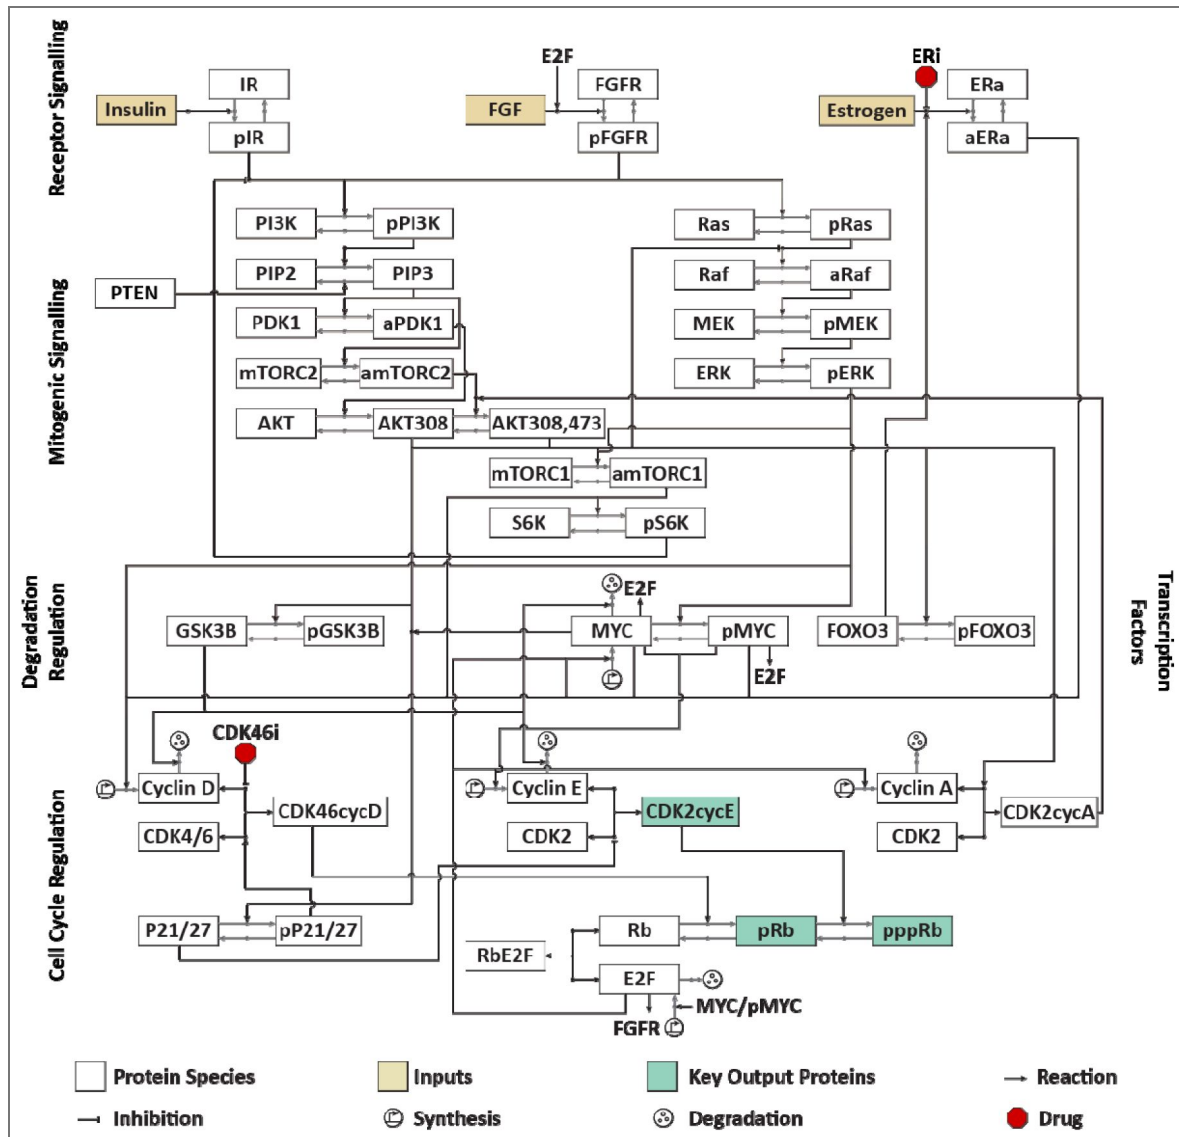 Receptor Signalling
Mitogenic Signalling
Degradation
Regulation
Cell Cycle Regulation
Transcription
Factors
E2F
ERi
IR
FGFR
ERa
Insulin
FGF
Estrogen
pIR
pFGFR
aERa
PI3K
pPI3K
Ras
pRas
PIP2
PIP3
Raf
aRaf
PTEN
PDK1
aPDK1
MEK
pMEK
mTORC2
amTORC2
ERK
pERK
AKT
AKT308
AKT308,473
mTORC1
amTORC1
S6K
pS6K
E2F
GSK3B
pGSK3B
MYC
pMYC
FOXO3
pFOXO3
E2F
CDK46i
Cyclin D
CDK46cycD
Cyclin E
CDK2cycE
Cyclin A
CDK2cycA
CDK4/6
CDK2
CDK2
P21/27
pP21/27
Rb
pRb
pppRb
RbE2F
E2F
MYC/pMYC
FGFR
Protein Species
Inputs
Key Output Proteins
Reaction
Inhibition
Synthesis
Degradation
Drug